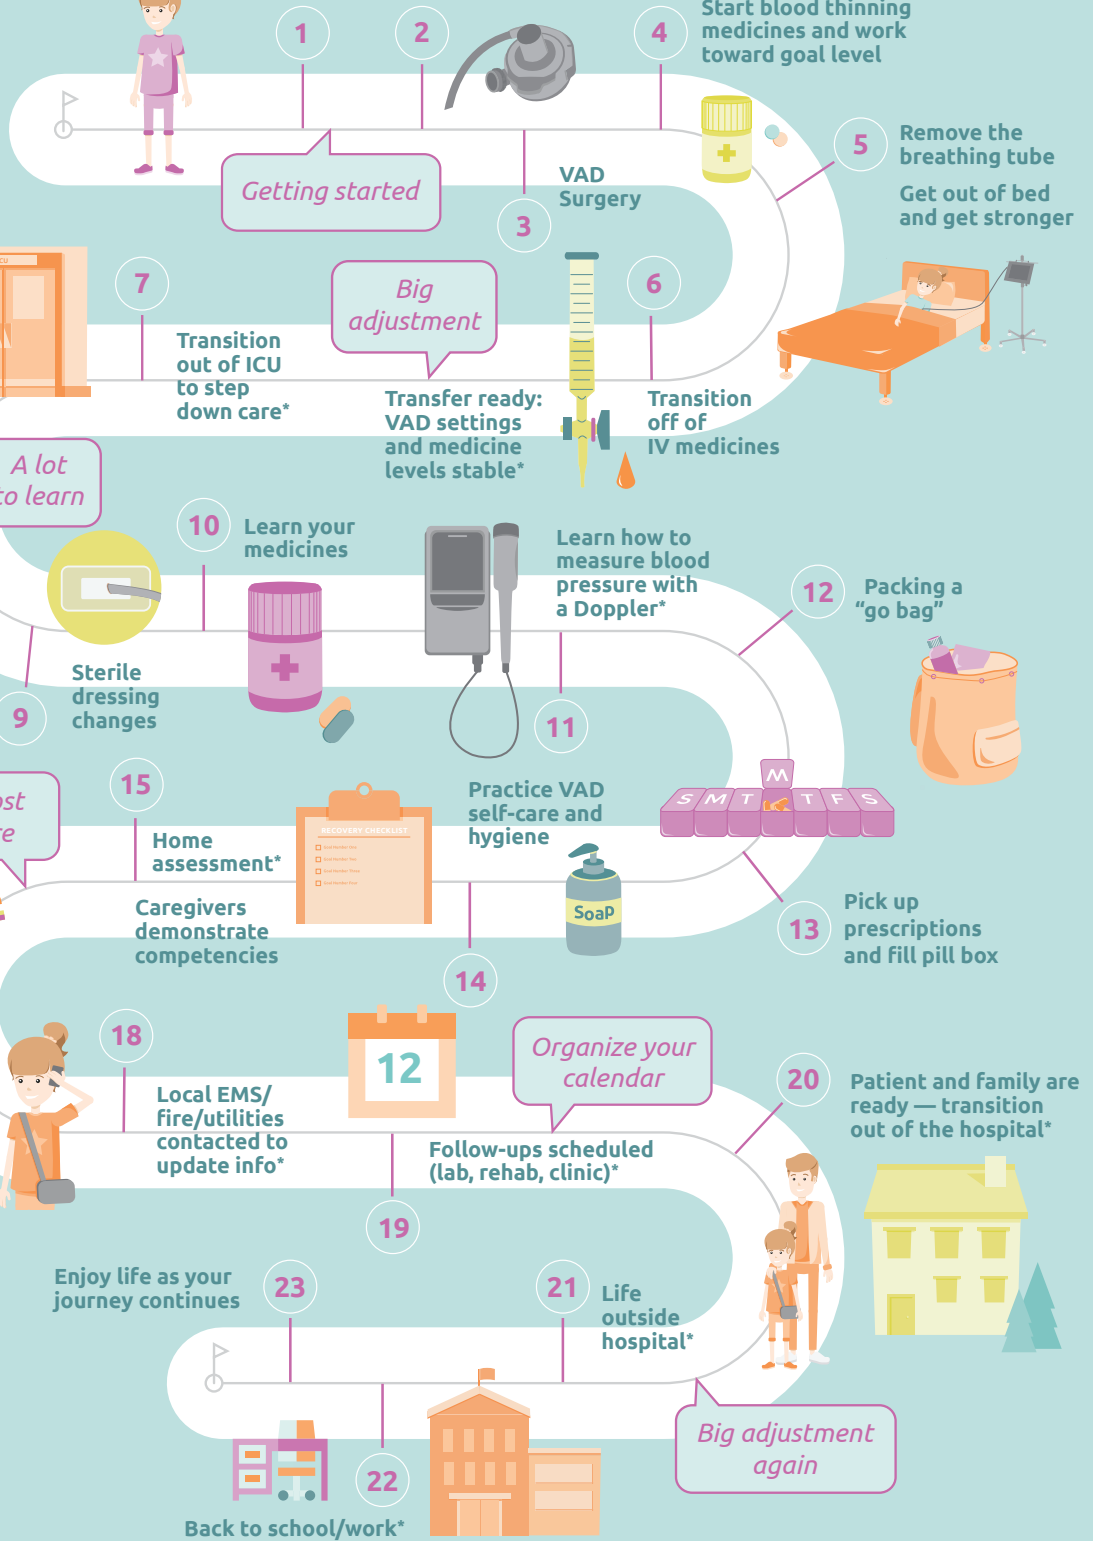 1
2
4
Start blood thinning
medicines and work
toward goal level
5
Remove the
breathing tube
Get out of bed
and get stronger
Getting started
VAD
Surgery
3
7
Big
adjustment
6
Transition
out of ICU
to step
down care*
Transfer ready:
VAD settings
and medicine
levels stable*
Transition
off of
IV medicines
A lot
to learn
10
Learn your
medicines
Learn how to
measure blood
pressure with
a Doppler*
12
Packing a
“go bag”
Sterile
dressing
changes
9
11
15
Home
assessment*
RECOVERY CHECKLIST
Practice VAD
self-care and
hygiene
W
S M T T F S
Soap
Caregivers
demonstrate
competencies
14
13
Pick up
prescriptions
and fill pill box
18
12
Organize your
calendar
20
Patient and family are
ready — transition
out of the hospital*
Local EMS/
fire/utilities
contacted to
update info*
Follow-ups scheduled
(lab, rehab, clinic)*
19
Enjoy life as your
journey continues
23
21
Life
outside
hospital*
Big adjustment
again
22
Back to school/work*